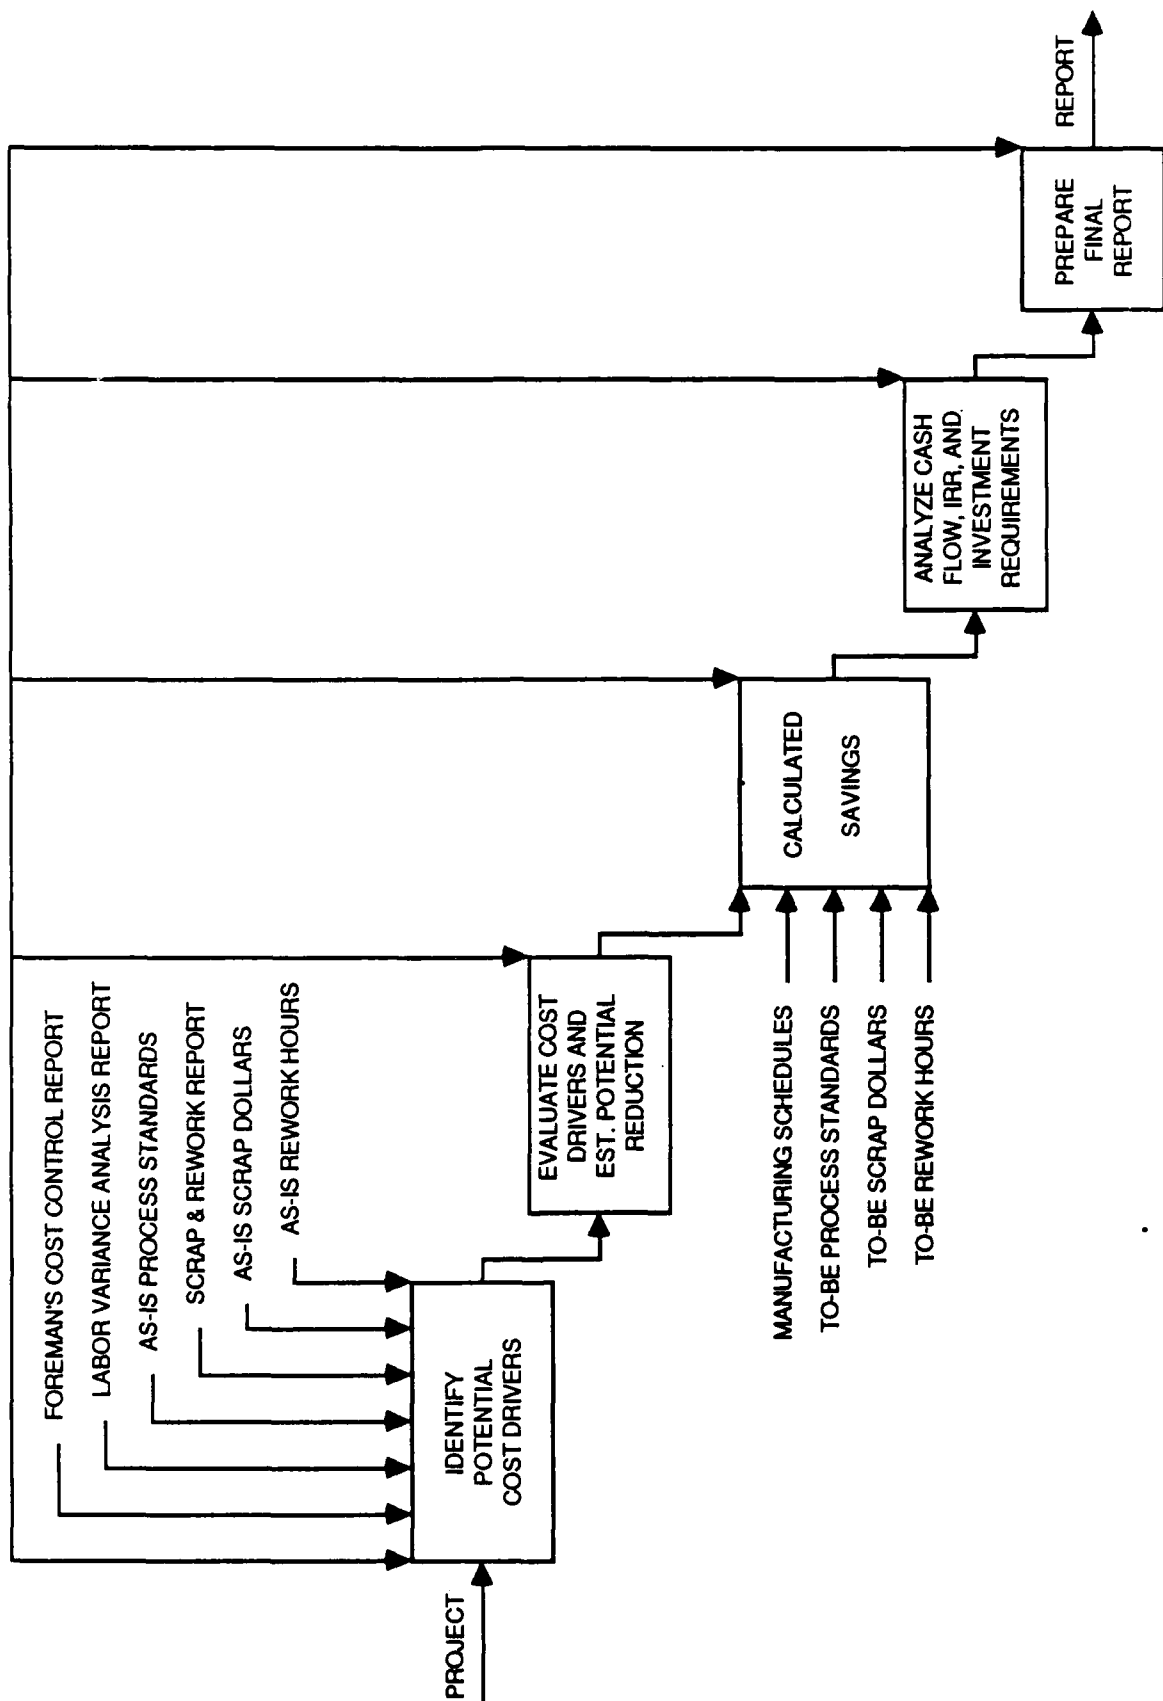 FOREMAN'S COST CONTROL REPORT
LABOR VARIANCE ANALYSIS REPORT
AS-IS PROCESS STANDARDS
SCRAP & REWORK REPORT
AS-IS SCRAP DOLLARS
AS-IS REWORK HOURS
PROJECT
IDENTIFY
POTENTIAL
COST DRIVERS
EVALUATE COST
DRIVERS AND
EST. POTENTIAL
REDUCTION
MANUFACTURING SCHEDULES
TO-BE PROCESS STANDARDS
TO-BE SCRAP DOLLARS
TO-BE REWORK HOURS
CALCULATED
SAVINGS
ANALYZE CASH
FLOW, IRR, AND
INVESTMENT
REQUIREMENTS
PREPARE
FINAL
REPORT
REPORT